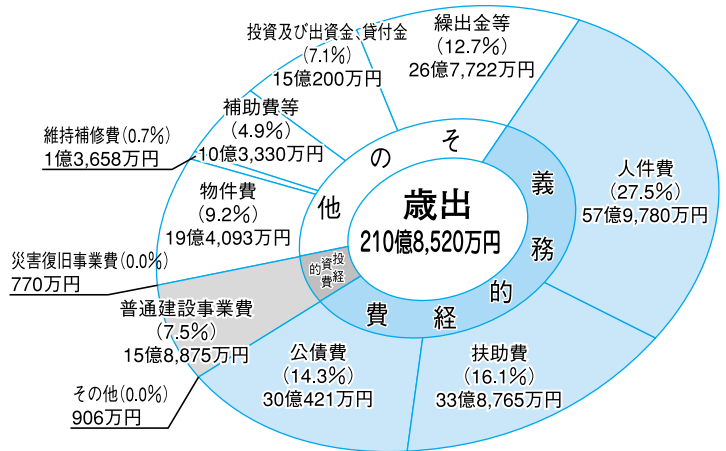 歳出
210億8,520万円
義務的経費
人件費
(27.5%)
57億9,780万円
扶助費
(16.1%)
33億8,765万円
公債費
(14.3%)
30億421万円
投資的経費
その他(0.0%)
906万円
普通建設事業費
(7.5%)
15億8,875万円
災害復旧事業費(0.0%)
770万円
その他
物件費
(9.2%)
19億4,093万円
維持補修費(0.7%)
1億3,658万円
補助費等
(4.9%)
10億3,330万円
投資及び出資金、貸付金
(7.1%)
15億200万円
繰出金等
(12.7%)
26億7,722万円